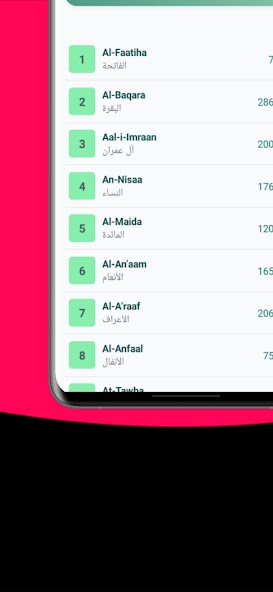 1
Al-Faatiha
7
الفاتحة
2
Al-Baqara
286
البقرة
3
Aal-i-Imraan
200
آل عمران
4
An-Nisaa
176
النساء
5
Al-Maida
120
المائدة
6
Al-An'aam
165
الأنعام
7
Al-A'raaf
206
الأعراف
8
Al-Anfaal
75
الأنفال
At-Tawba